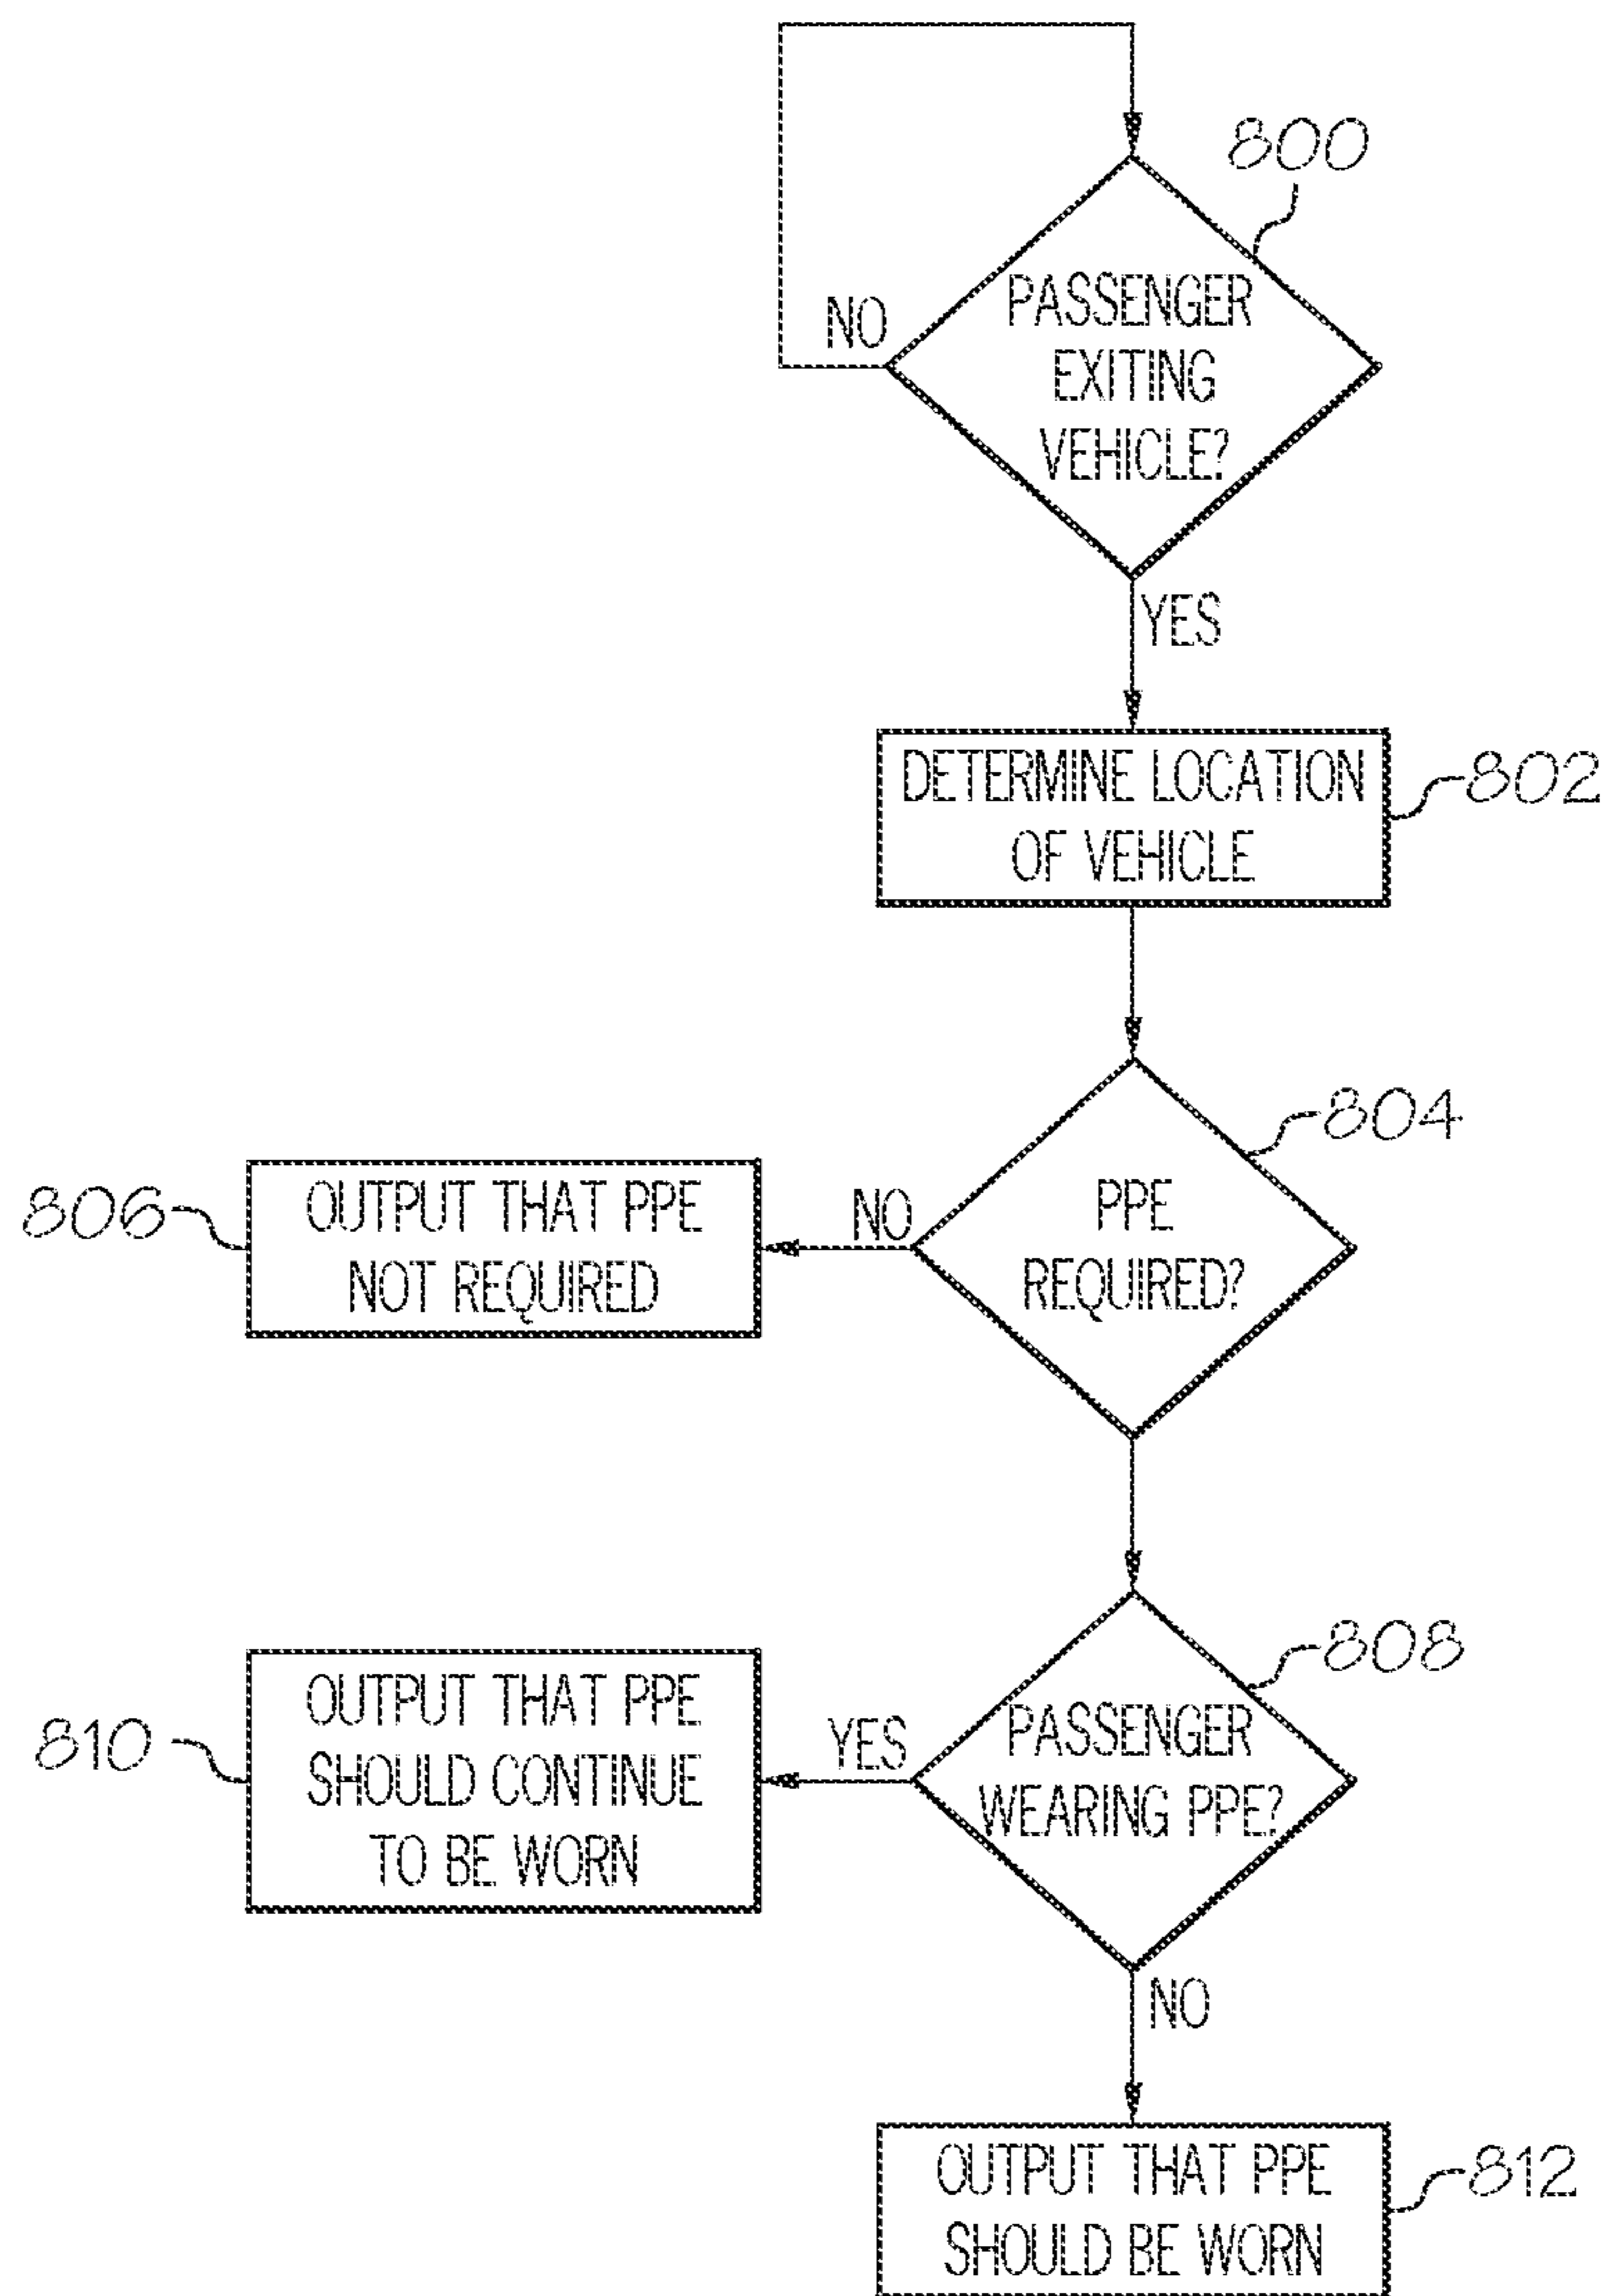 800
PASSENGER
EXITING
VEHICLE?
NO
YES
DETERMINE LOCATION
OF VEHICLE
802
804
PPE
REQUIRED?
NO
806
OUTPUT THAT PPE
NOT REQUIRED
808
PASSENGER
WEARING PPE?
YES
810
OUTPUT THAT PPE
SHOULD CONTINUE
TO BE WORN
NO
OUTPUT THAT PPE
SHOULD BE WORN
812